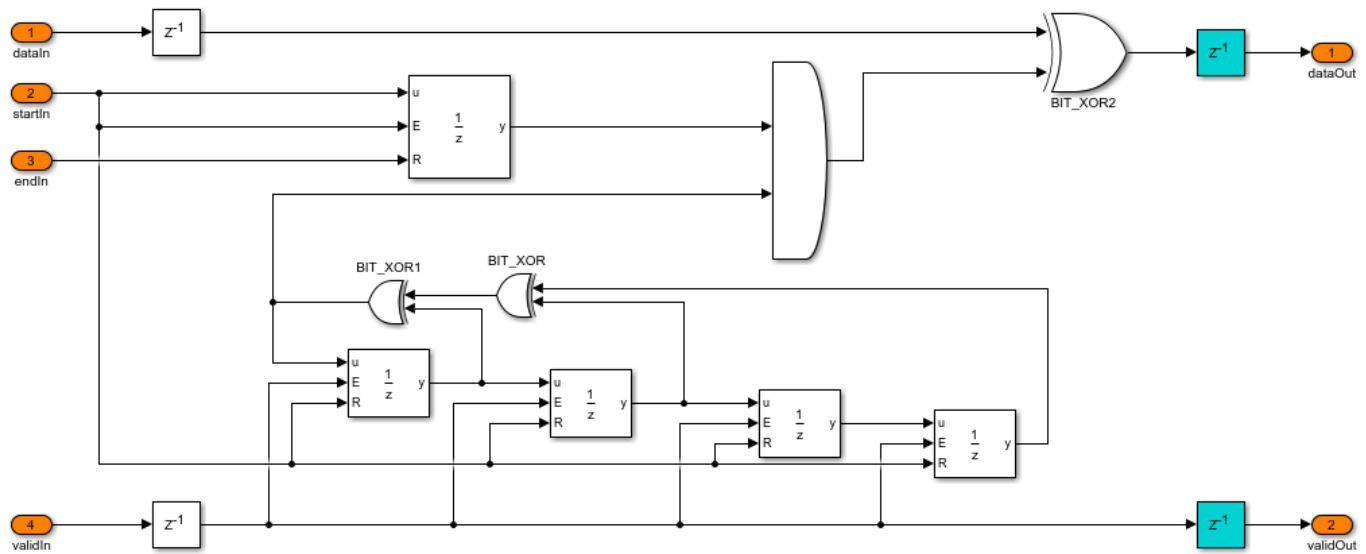 1
dataIn
z-1
BIT_XOR2
z-1
1
dataOut
2
startIn
3
endIn
u
E
R
1
z
y
BIT_XOR1
BIT_XOR
u
E
R
1
z
y
u
E
R
1
z
y
u
E
R
1
z
y
u
E
R
1
z
y
4
validIn
z-1
z-1
2
validOut